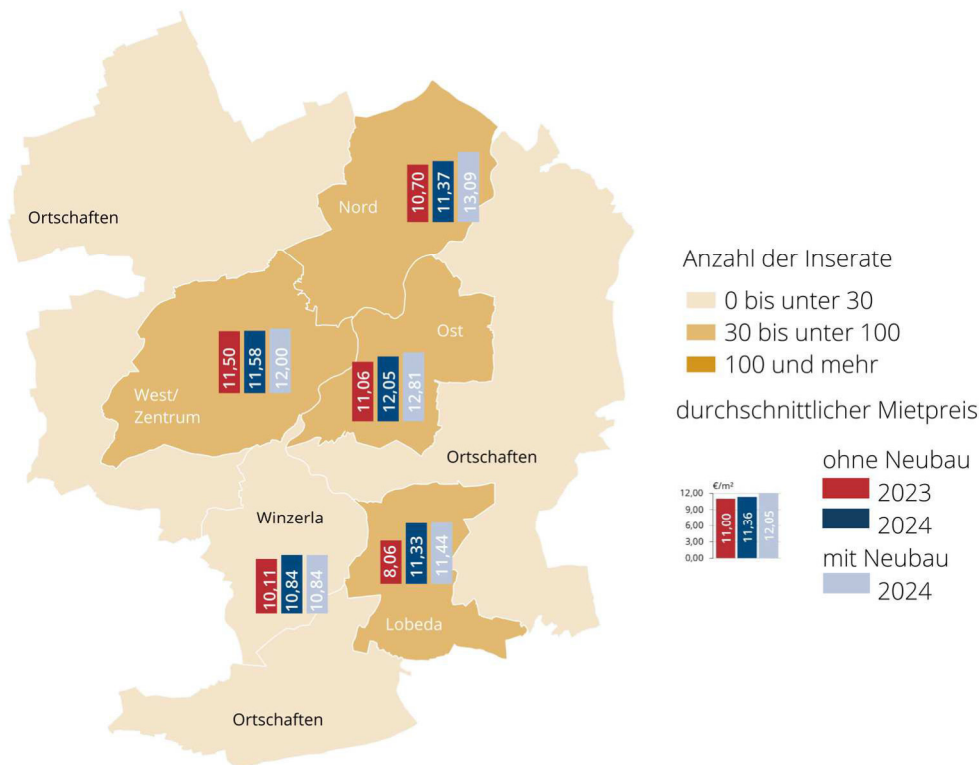 Ortschaften
Nord
10,70
11,37
13,09
Ost
11,06
12,05
12,81
West/
Zentrum
11,50
11,58
12,00
Ortschaften
Winzerla
10,11
10,84
10,84
8,06
11,33
11,44
Lobeda
Ortschaften
Anzahl der Inserate
0 bis unter 30
30 bis unter 100
100 und mehr
durchschnittlicher Mietpreis
€/m²
12,00
9,00
6,00
3,00
0,00
11,00
11,36
12,05
ohne Neubau
2023
2024
mit Neubau
2024